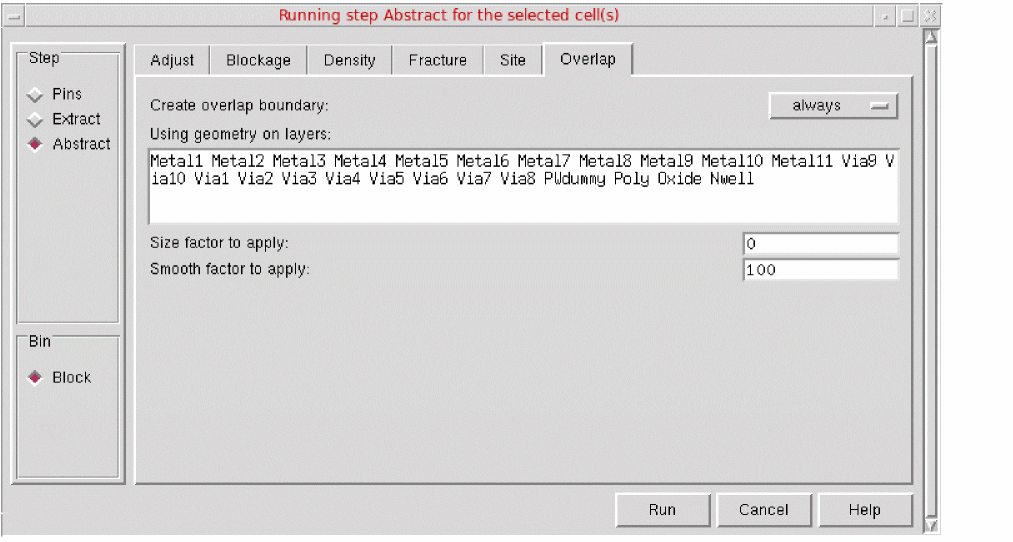 Running step Abstract for the selected cell(s)
Step
Pins
Extract
Abstract
Bin
Block
Adjust Blockage Density Fracture Site Overlap
Create overlap boundary: always
Using geometry on layers:
Metal1 Metal2 Metal3 Metal4 Metal5 Metal6 Metal7 Metal8 Metal9 Metal10 Metal11 Via9 V
ia10 Via1 Via2 Via3 Via4 Via5 Via6 Via7 Via8 PWdummy Poly Oxide Nwell
Size factor to apply: 0
Smooth factor to apply: 100
Run Cancel Help